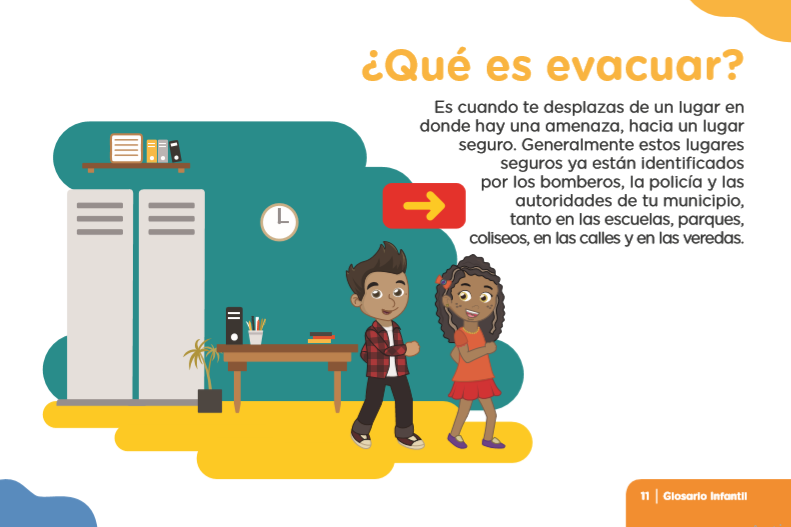 ¿Qué es evacuar?
Es cuando te desplazas de un lugar en
donde hay una amenaza, hacia un lugar
seguro. Generalmente estos lugares
seguros ya están identificados
por los bomberos, la policía y las
autoridades de tu municipio,
tanto en las escuelas, parques,
coliseos, en las calles y en las veredas.
11 | Glosario Infantil